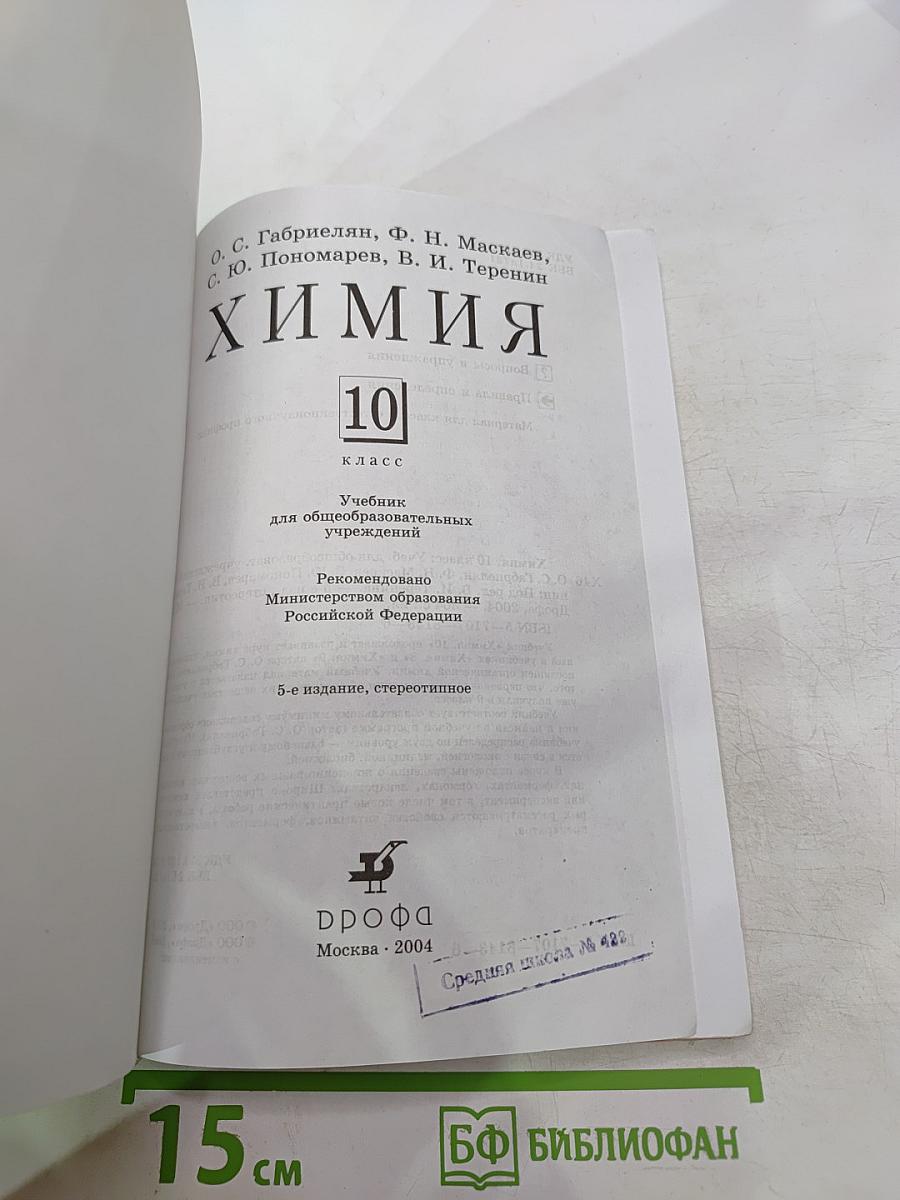 О. С. Габриелян, Ф. Н. Маскаев,
С. Ю. Пономарев, В. И. Теренин
ХИМИЯ
10
класс
Учебник
для общеобразовательных
учреждений
Рекомендовано
Министерством образования
Российской Федерации
5-е издание, стереотипное
ДРОФА
Москва · 2004
Средняя школа №
15 см
БФ БИБЛИОФАН